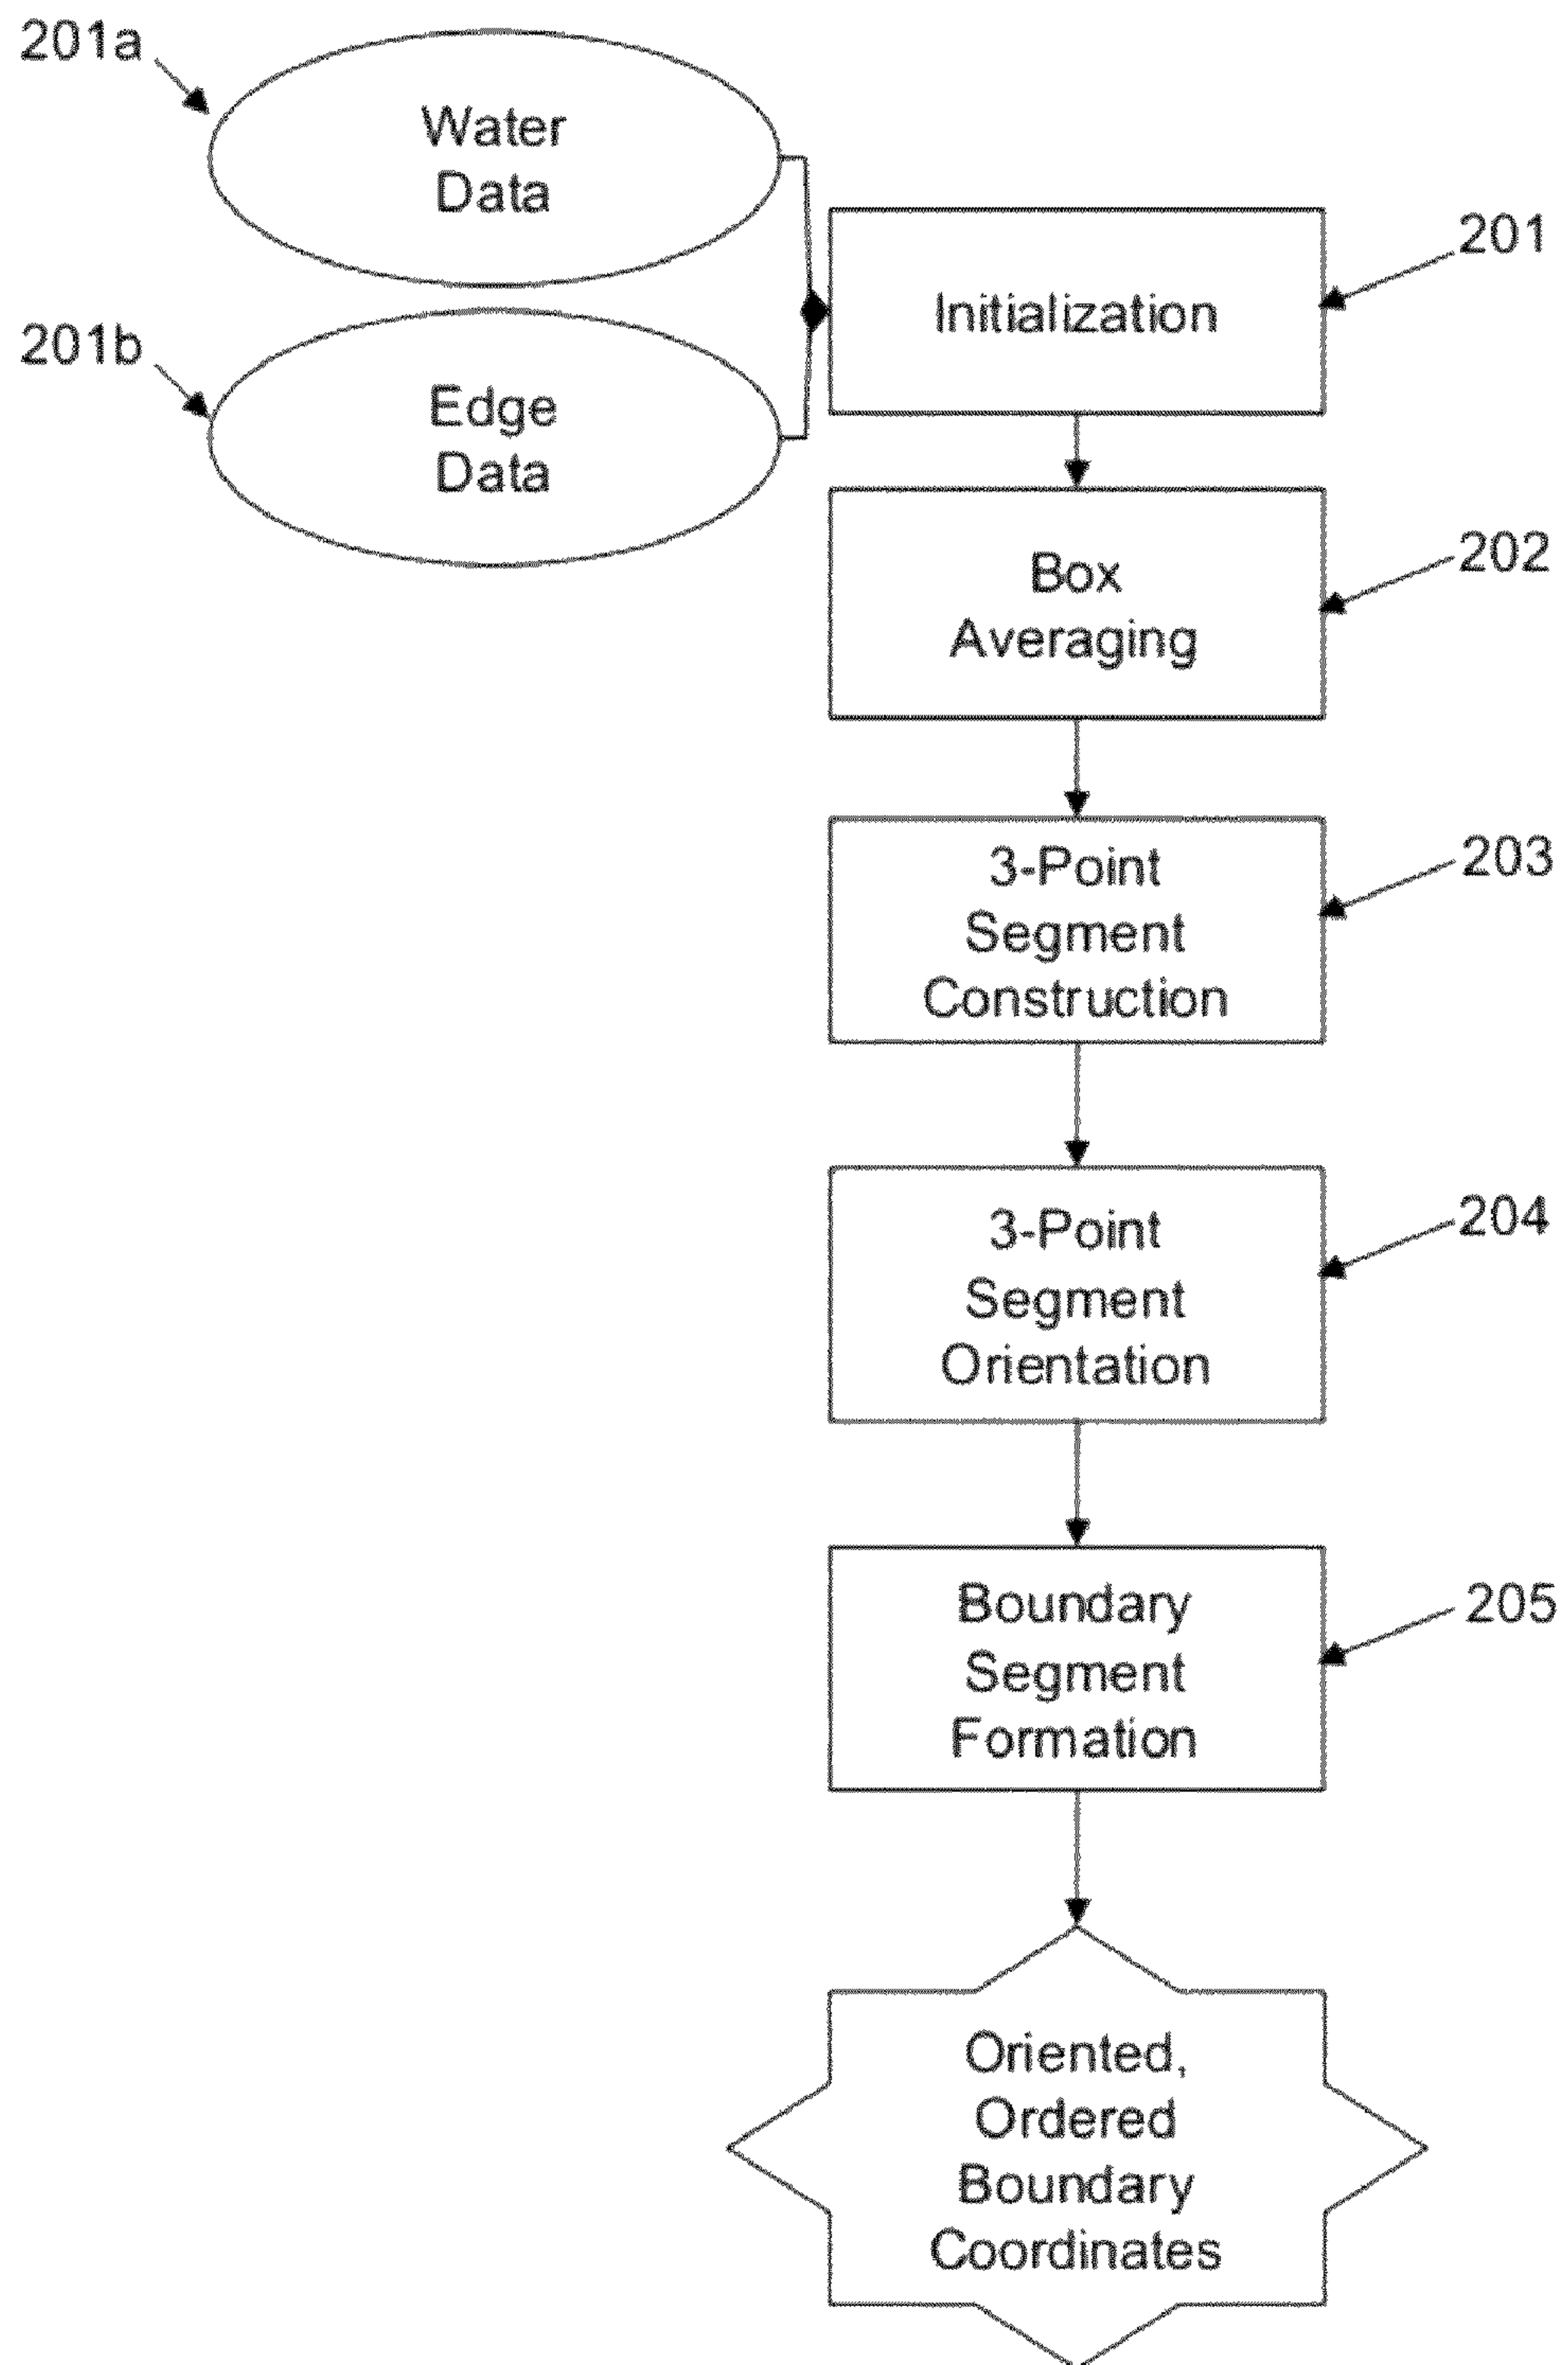 201a
Water
Data
201
Initialization
201b
Edge
Data
202
Box
Averaging
203
3-Point
Segment
Construction
204
3-Point
Segment
Orientation
205
Boundary
Segment
Formation
Oriented,
Ordered
Boundary
Coordinates